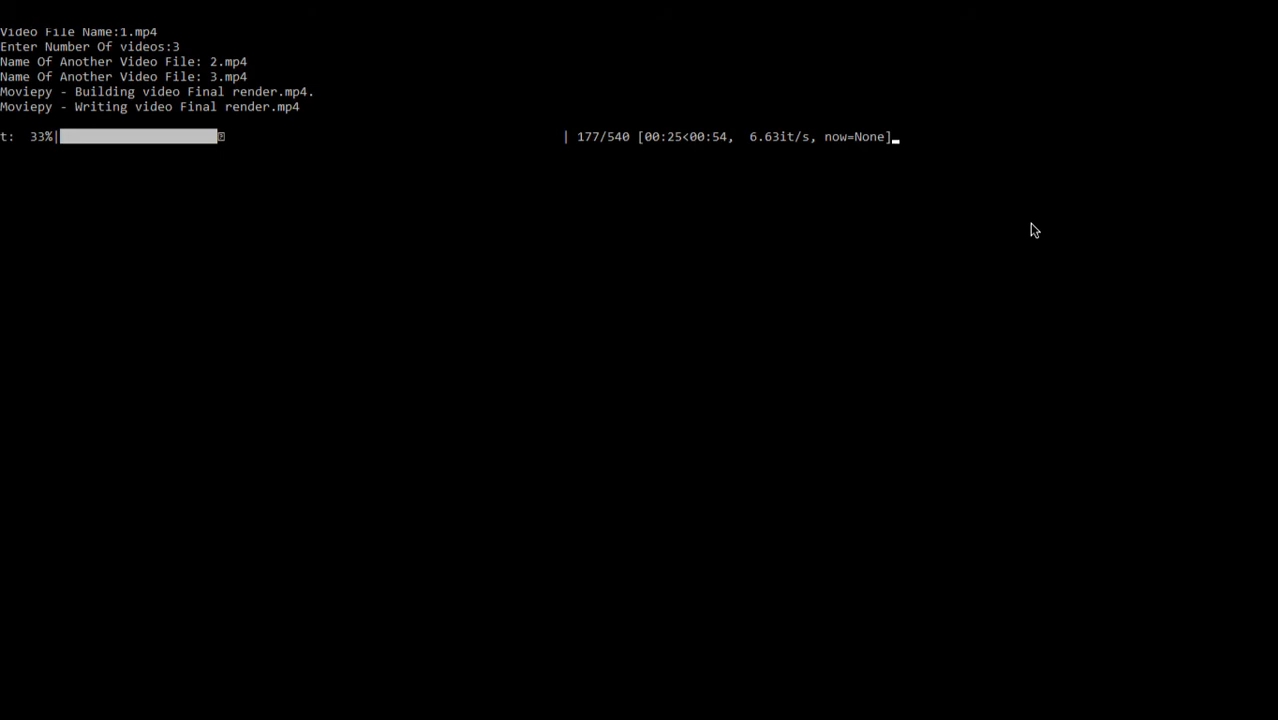 Video File Name:1.mp4
Enter Number Of videos:3
Name Of Another Video File: 2.mp4
Name Of Another Video File: 3.mp4
Moviepy - Building video Final render.mp4.
Moviepy - Writing video Final render.mp4
t:  33%| | 177/540 [00:25<00:54,  6.63it/s, now=None]